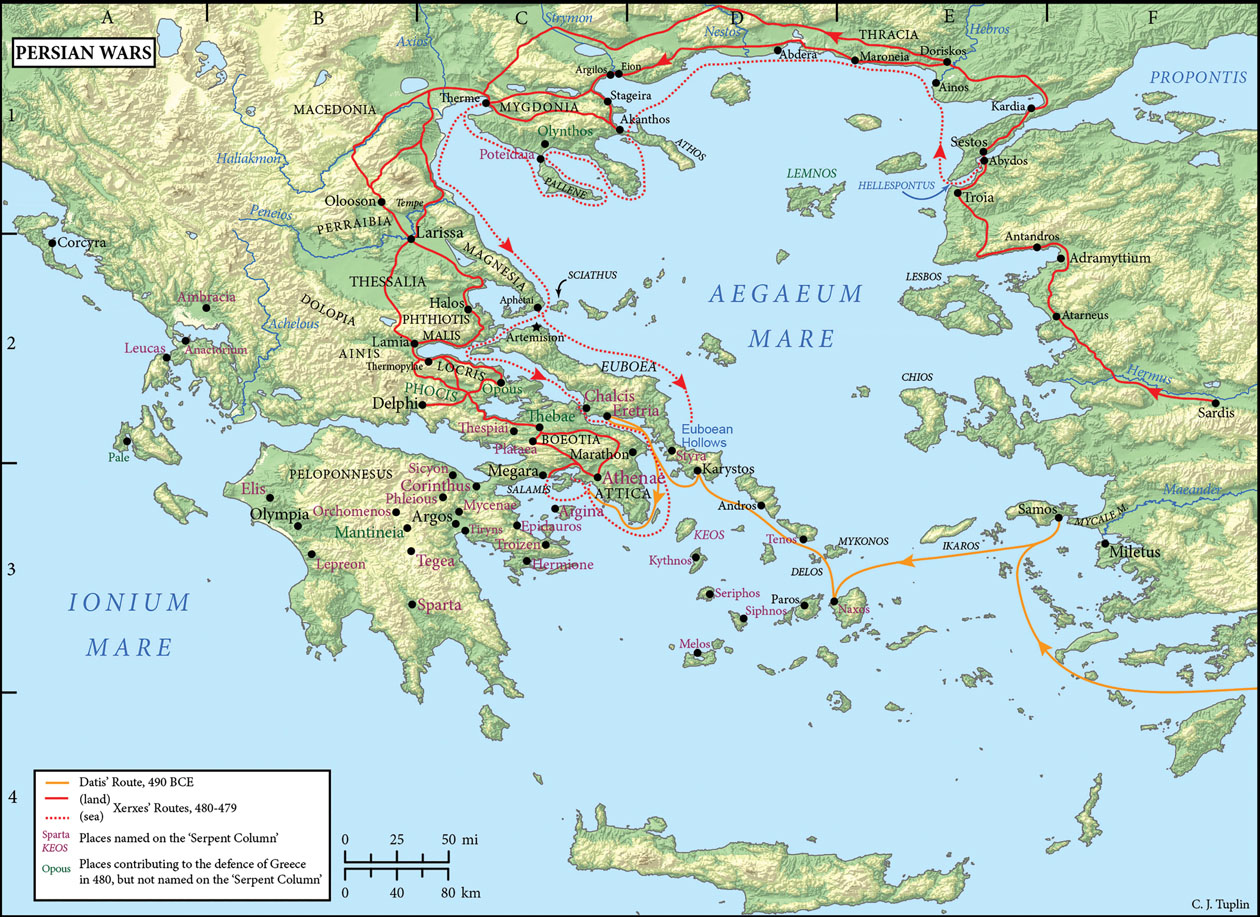 A
B
C
D
E
F
PERSIAN WARS
Strymon
Axios
Nestos
Hebros
THRACIA
Abdera
Maroneia
Doriskos
Ainos
PROPONTIS
Argilos
Eion
Stageira
Therme
MYGDONIA
Akanthos
Kardia
1
MACEDONIA
Olynthos
Poteidaia
PALLENE
ATHOS
Sestos
Abydos
Haliakmon
LEMNOS
HELLESPONTUS
Troia
Olooson
Tempe
Peneios
PERRAIBIA
Larissa
Corcyra
Antandros
Adramyttium
MAGNESIA
SCIATHUS
LESBOS
THESSALIA
AEGAEUM
MARE
Ambracia
DOLOPIA
Halos
Aphetai
PHTHIOTIS
Atarneus
Achelous
MALIS
Artemision
2
Leucas
Anactorium
AINIS
Lamia
Thermopylae
LOCRIS
EUBOEA
CHIOS
Hermus
PHOCIS
Opous
Delphi
Chalcis
Eretria
Sardis
Thebae
Thespiai
Euboean
Hollows
BOEOTIA
Plataea
Marathon
Styra
Pale
PELOPONNESUS
Sicyon
Megara
Karystos
Corinthus
Athenae
SALAMIS
ATTICA
Elis
Phleious
Maeander
Olympia
Orchomenos
Argos
Mycenae
Argina
Andros
Samos
MYCALE M.
Mantineia
Tiryns
Epidauros
KEOS
Tenos
MYKONOS
IKAROS
Miletus
Troizen
Lepreon
Tegea
Hermione
Kythnos
DELOS
3
IONIUM
MARE
Sparta
Seriphos
Siphnos
Paros
Naxos
Melos
4
Datis’ Route, 490 BCE
(land)
Xerxes’ Routes, 480-479
(sea)
Sparta
KEOS
Places named on the ‘Serpent Column’
Opous
Places contributing to the defence of Greece
in 480, but not named on the ‘Serpent Column’
0 25 50 mi
0 40 80 km
C. J. Tuplin